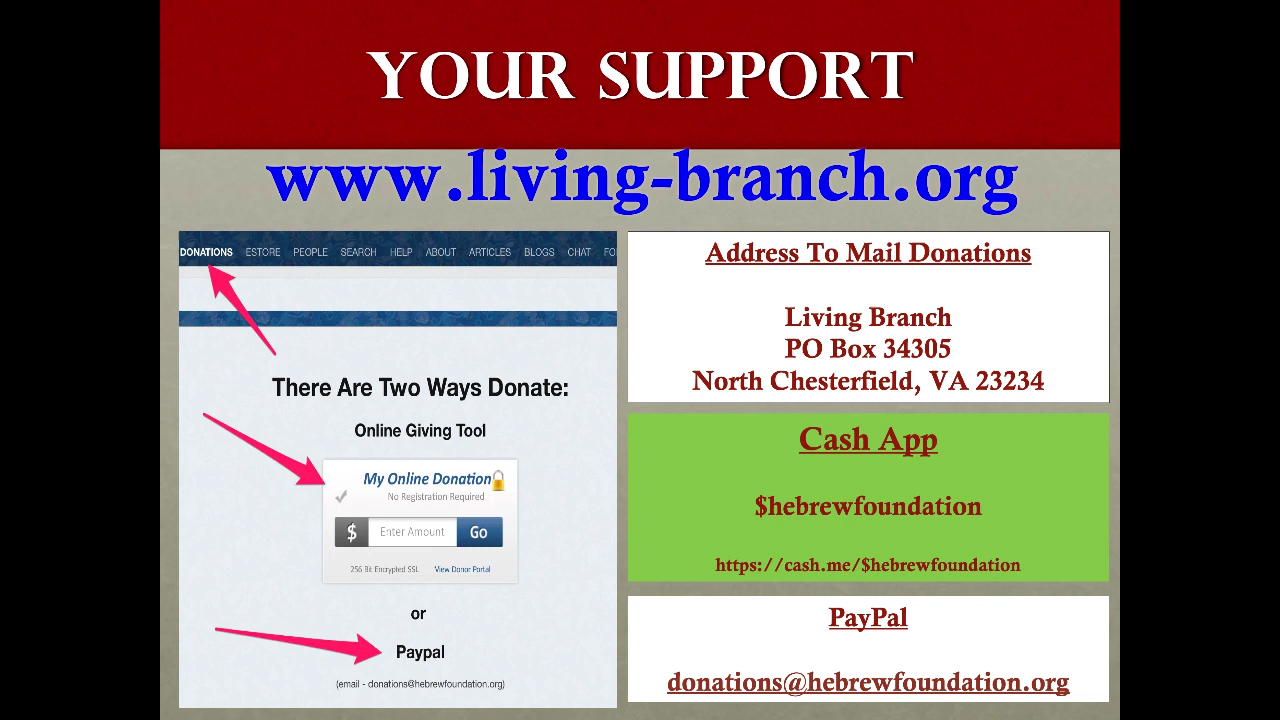 YOUR SUPPORT
www.living-branch.org
DONATIONS ESTORE PEOPLE SEARCH HELP ABOUT ARTICLES BLOGS CHAT FO
There Are Two Ways Donate:
Online Giving Tool
My Online Donation
No Registration Required
$ Enter Amount Go
256 Bit Encrypted SSL View Donor Portal
or
Paypal
(email - donations@hebrewfoundation.org)
Address To Mail Donations
Living Branch
PO Box 34305
North Chesterfield, VA 23234
Cash App
$hebrewfoundation
https://cash.me/$hebrewfoundation
PayPal
donations@hebrewfoundation.org